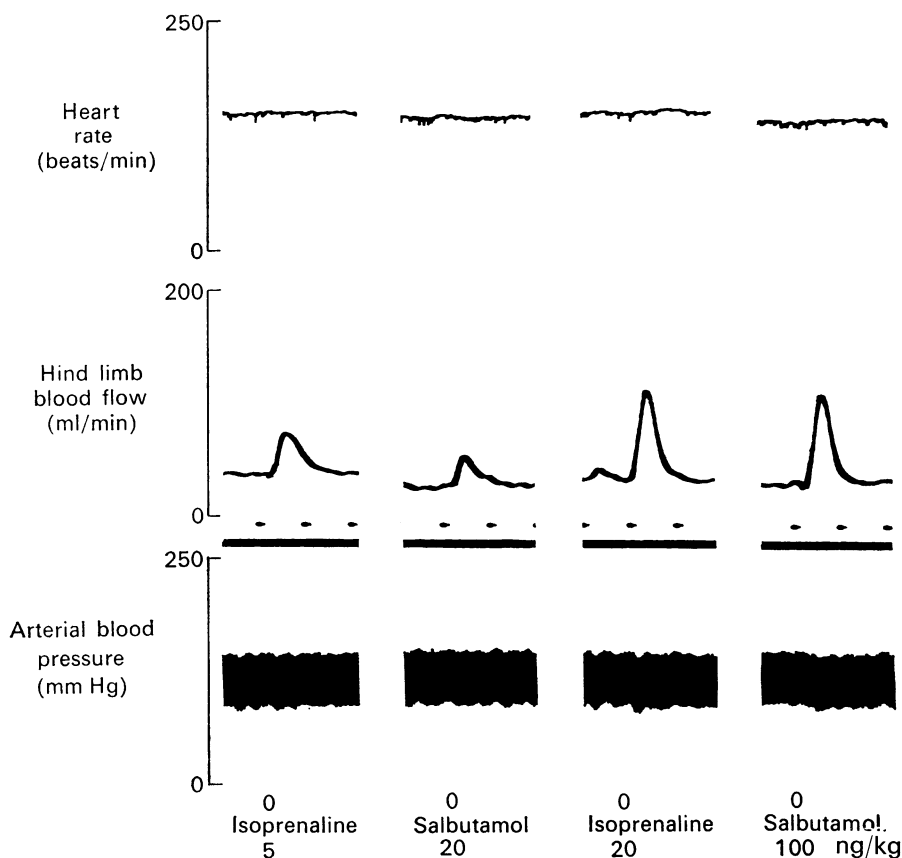 250
Heart
rate
(beats/min)
0
200
Hind limb
blood flow
(ml/min)
0
250
Arterial blood
pressure
(mm Hg)
0
0 0 0 0
Isoprenaline Salbutamol Isoprenaline Salbutamol.
5 20 20 100 ng/kg